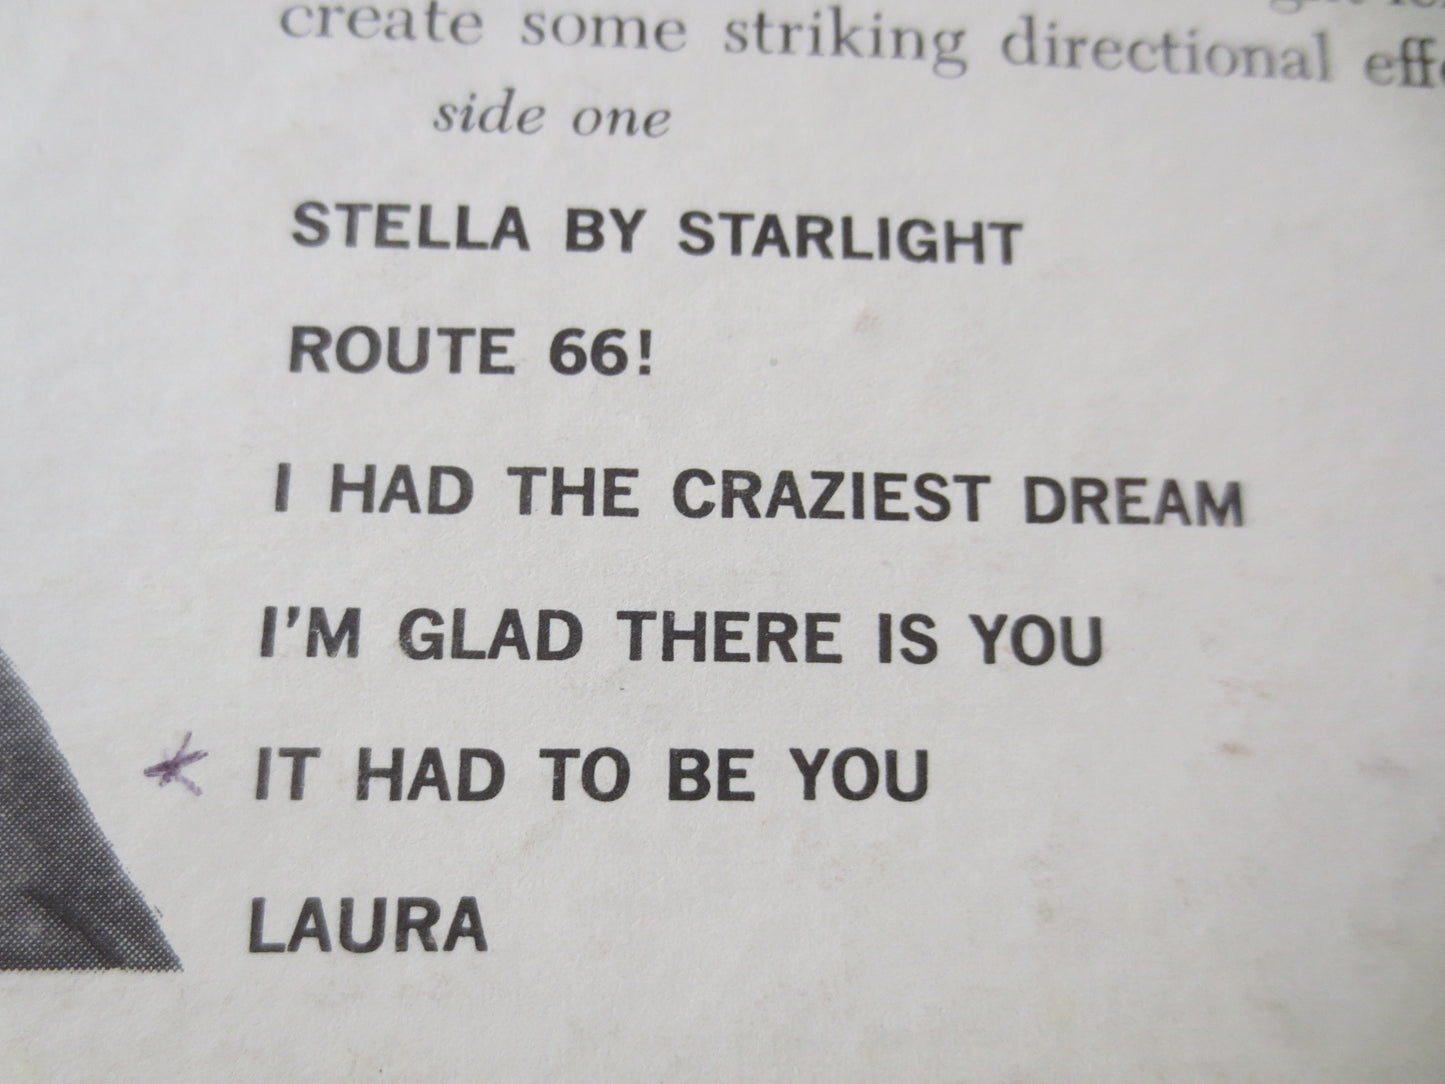 create some striking directional
side one
STELLA BY STARLIGHT
ROUTE 66!
I HAD THE CRAZIEST DREAM
I'M GLAD THERE IS YOU
IT HAD TO BE YOU
LAURA